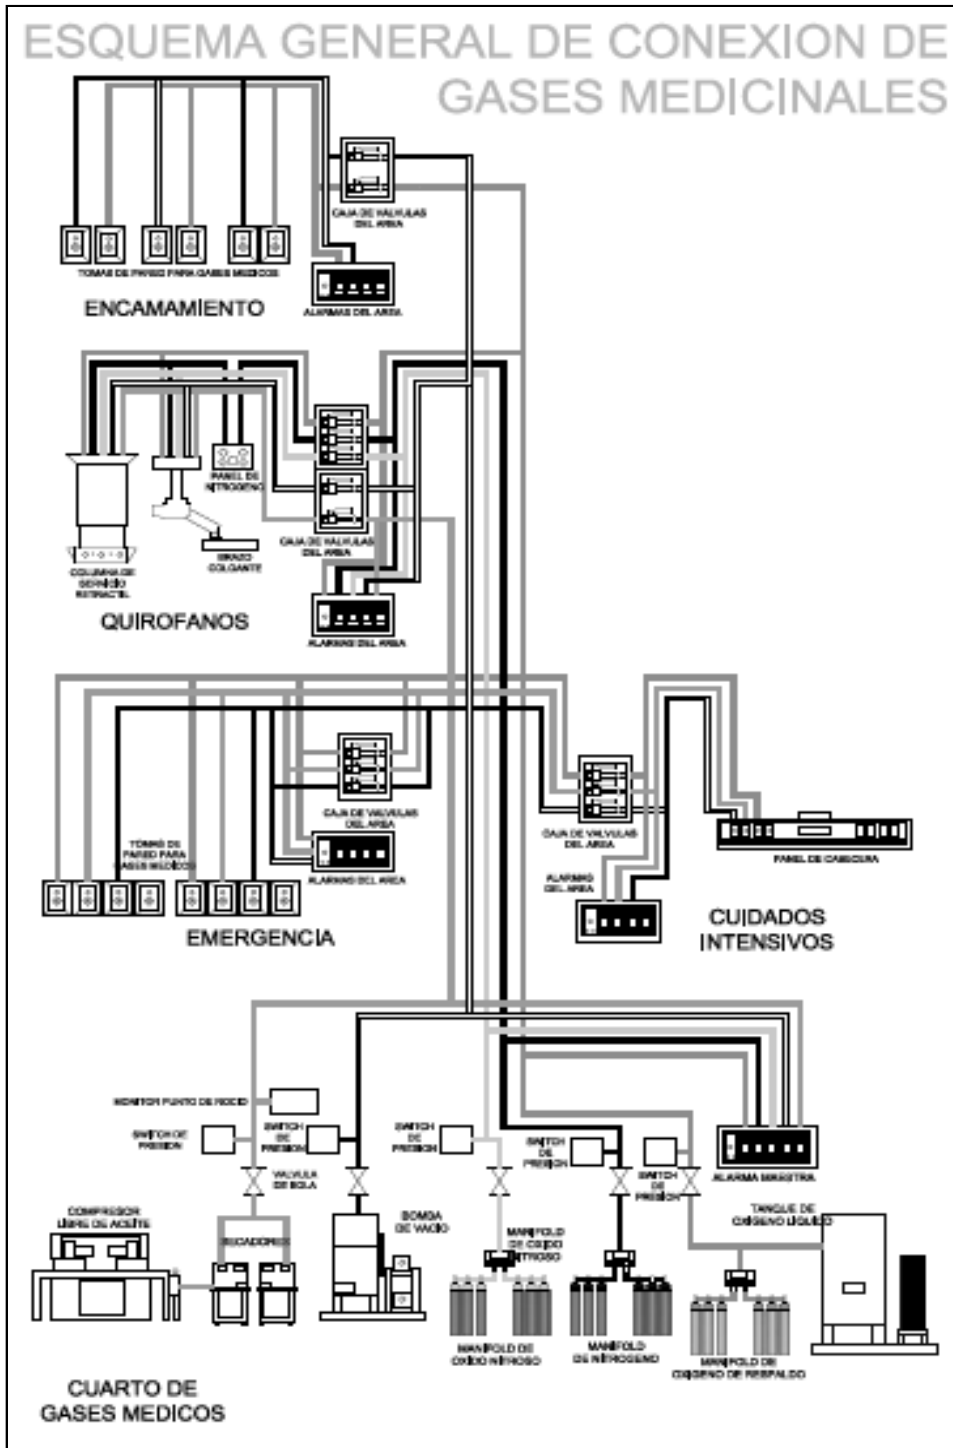 ESQUEMA GENERAL DE CONEXION DE
GASES MEDICINALES
CAJA DE VALVULAS
DEL AREA
TOMAS DE PARED PARA GASES MEDICOS
ENCAMAMIENTO
ALARMAS DEL AREA
PANEL DE
NITROGENO
CAJA DE VALVULAS
DEL AREA
BRAZO
COLGANTE
COLUMNA DE
SERVICIO
RETRACTIL
QUIROFANOS
ALARMAS DEL AREA
CAJA DE VALVULAS
DEL AREA
CAJA DE VALVULAS
DEL AREA
TOMAS DE
PARED PARA
GASES MEDICOS
ALARMAS DEL AREA
PANEL DE CABECERA
ALARMAS
DEL AREA
EMERGENCIA
CUIDADOS
INTENSIVOS
MONITOR PUNTO DE ROCIO
SWITCH DE
PRESION
SWITCH
DE
PRESION
SWITCH
DE
PRESION
SWITCH
DE
PRESION
SWITCH
DE
PRESION
ALARMA MAESTRA
VALVULA
DE BOLA
COMPRESOR
LIBRE DE ACEITE
SECADORES
BOMBA
DE VACIO
MANIFOLD
DE OXIDO
NITROSO
TANQUE DE
OXIGENO LIQUIDO
MANIFOLD DE
OXIDO NITROSO
MANIFOLD
DE NITROGENO
MANIFOLD DE
OXIGENO DE RESPALDO
CUARTO DE
GASES MEDICOS